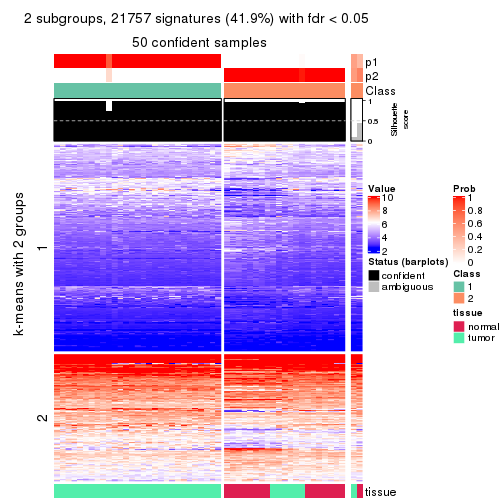 2 subgroups, 21757 signatures (41.9%) with fdr < 0.05
50 confident samples
p1
p2
Class
1
0.5
0
Silhouette
score
k-means with 2 groups
1
2
Value
10
8
6
4
2
Status (barplots)
confident
ambiguous
Prob
1
0.8
0.6
0.4
0.2
0
Class
1
2
tissue
normal
tumor
tissue